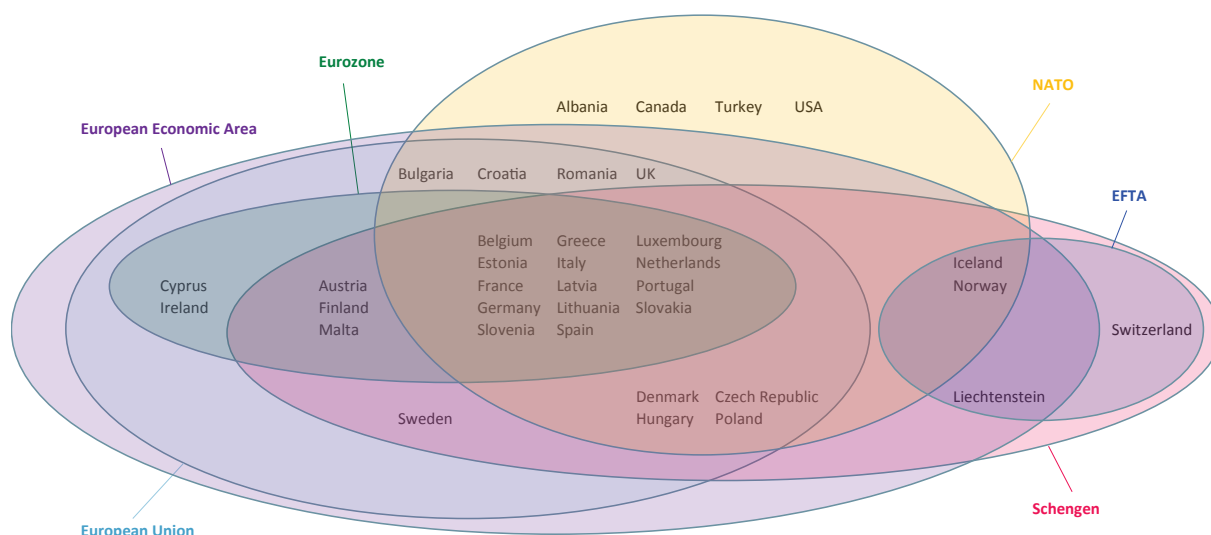 Eurozone
NATO
Albania Canada Turkey USA
European Economic Area
Bulgaria Croatia Romania UK
EFTA
Belgium Greece Luxembourg
Estonia Italy Netherlands
France Latvia Portugal
Germany Lithuania Slovakia
Slovenia Spain
Cyprus
Ireland
Austria
Finland
Malta
Iceland
Norway
Switzerland
Denmark Czech Republic
Hungary Poland
Liechtenstein
Sweden
Schengen
European Union